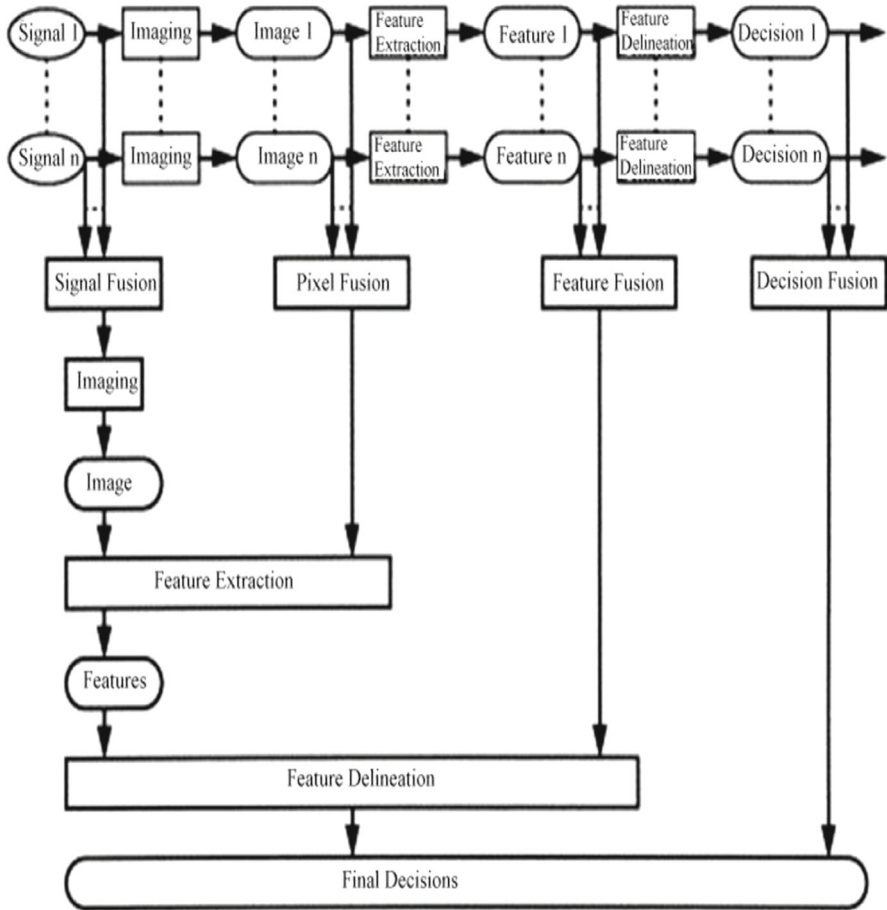 Signal 1
Imaging
Image 1
Feature
Extraction
Feature 1
Feature
Delineation
Decision 1
Signal n
Imaging
Image n
Feature
Extraction
Feature n
Feature
Delineation
Decision n
Signal Fusion
Pixel Fusion
Feature Fusion
Decision Fusion
Imaging
Image
Feature Extraction
Features
Feature Delineation
Final Decisions